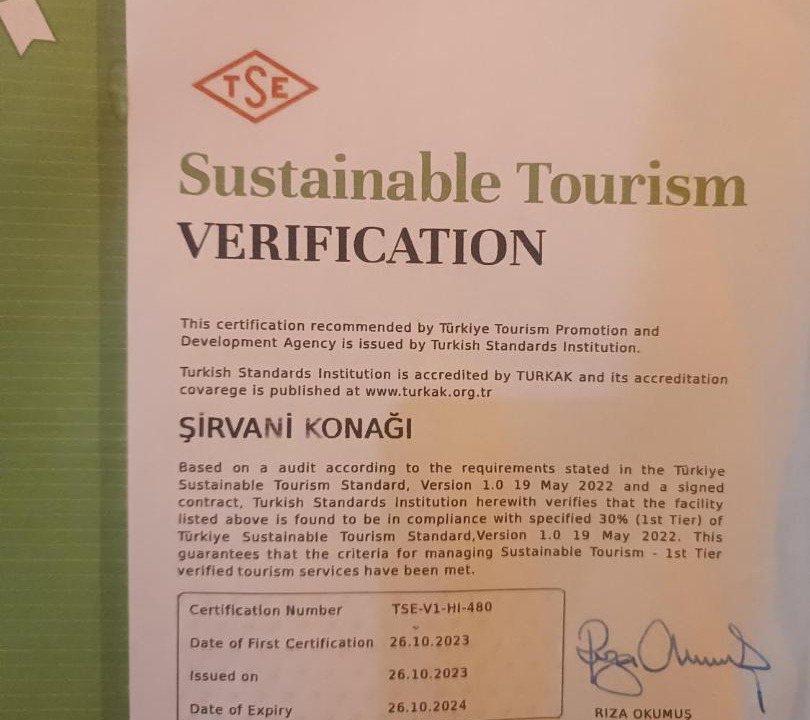 TSE
Sustainable Tourism
VERIFICATION
This certification recommended by Türkiye Tourism Promotion and
Development Agency is issued by Turkish Standards Institution.
Turkish Standards Institution is accredited by TURKAK and its accreditation
covarege is published at www.turkak.org.tr
ŞİRVANİ KONAĞI
Based on a audit according to the requirements stated in the Türkiye
Sustainable Tourism Standard, Version 1.0 19 May 2022 and a signed
contract, Turkish Standards Institution herewith verifies that the facility
listed above is found to be in compliance with specified 30% (1st Tier) of
Türkiye Sustainable Tourism Standard,Version 1.0 19 May 2022. This
guarantees that the criteria for managing Sustainable Tourism - 1st Tier
verified tourism services have been met.
Certification Number TSE-V1-HI-480
Date of First Certification 26.10.2023
Issued on 26.10.2023
Date of Expiry 26.10.2024
RIZA OKUMUŞ